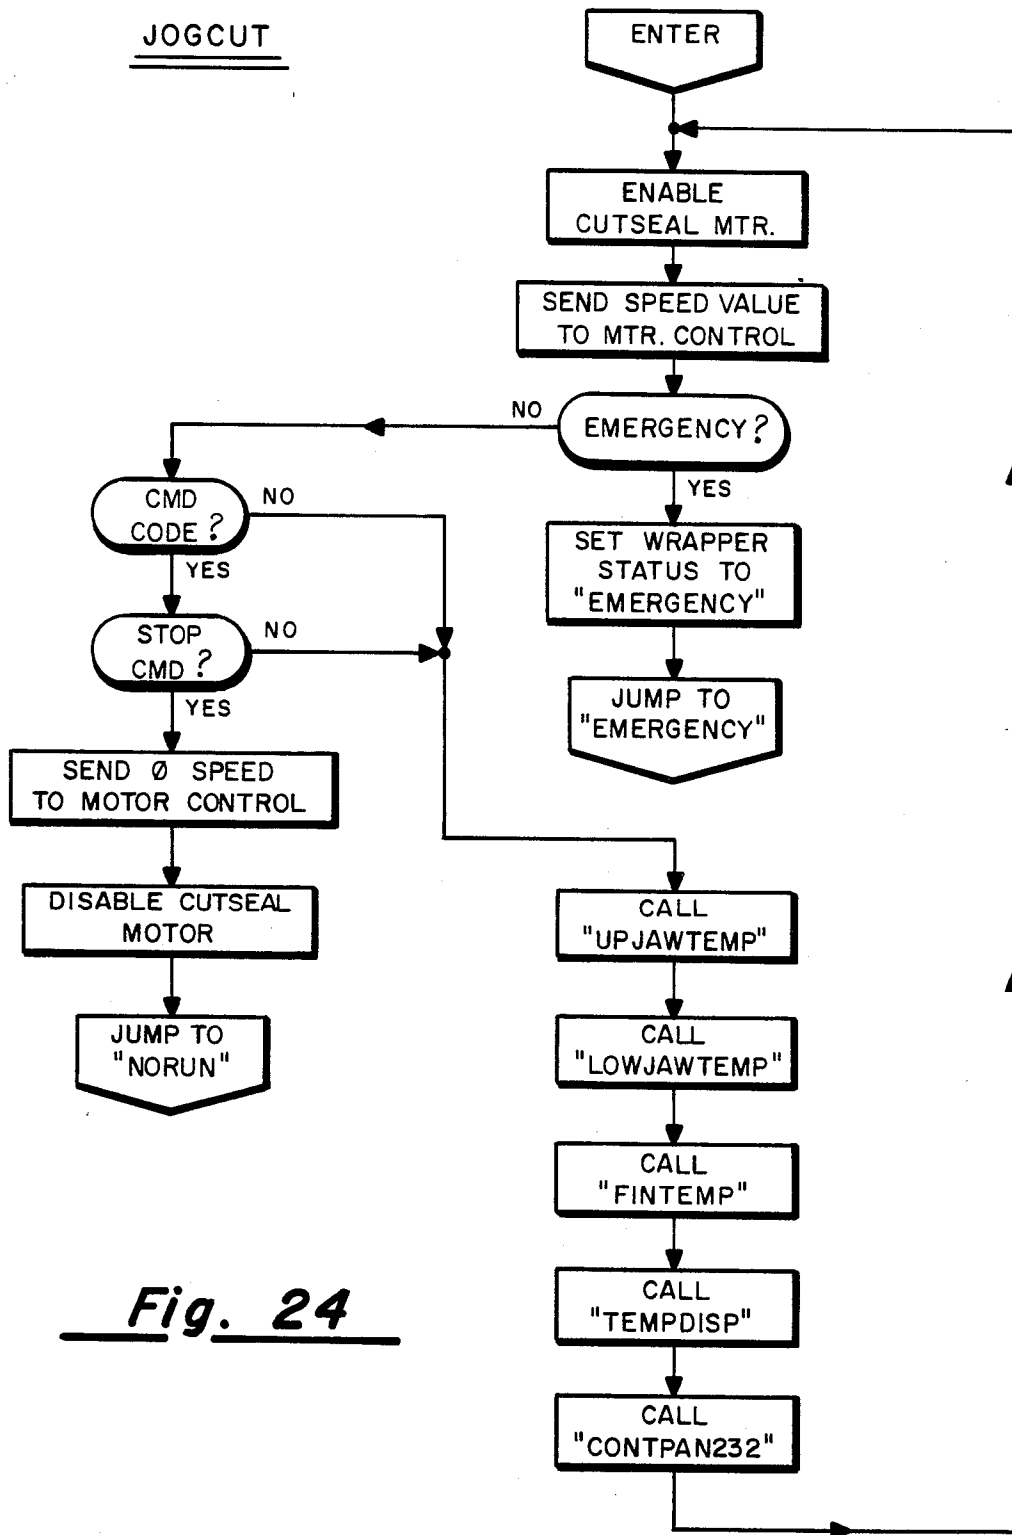 JOGCUT
ENTER
ENABLE
CUTSEAL MTR.
SEND SPEED VALUE
TO MTR. CONTROL
EMERGENCY?
NO
YES
CMD
CODE?
NO
YES
STOP
CMD?
NO
YES
SET WRAPPER
STATUS TO
"EMERGENCY"
JUMP TO
"EMERGENCY"
SEND Ø SPEED
TO MOTOR CONTROL
DISABLE CUTSEAL
MOTOR
JUMP TO
"NORUN"
CALL
"UPJAWTEMP"
CALL
"LOWJAWTEMP"
CALL
"FINTEMP"
CALL
"TEMPDISP"
CALL
"CONTPAN232"
Fig. 24